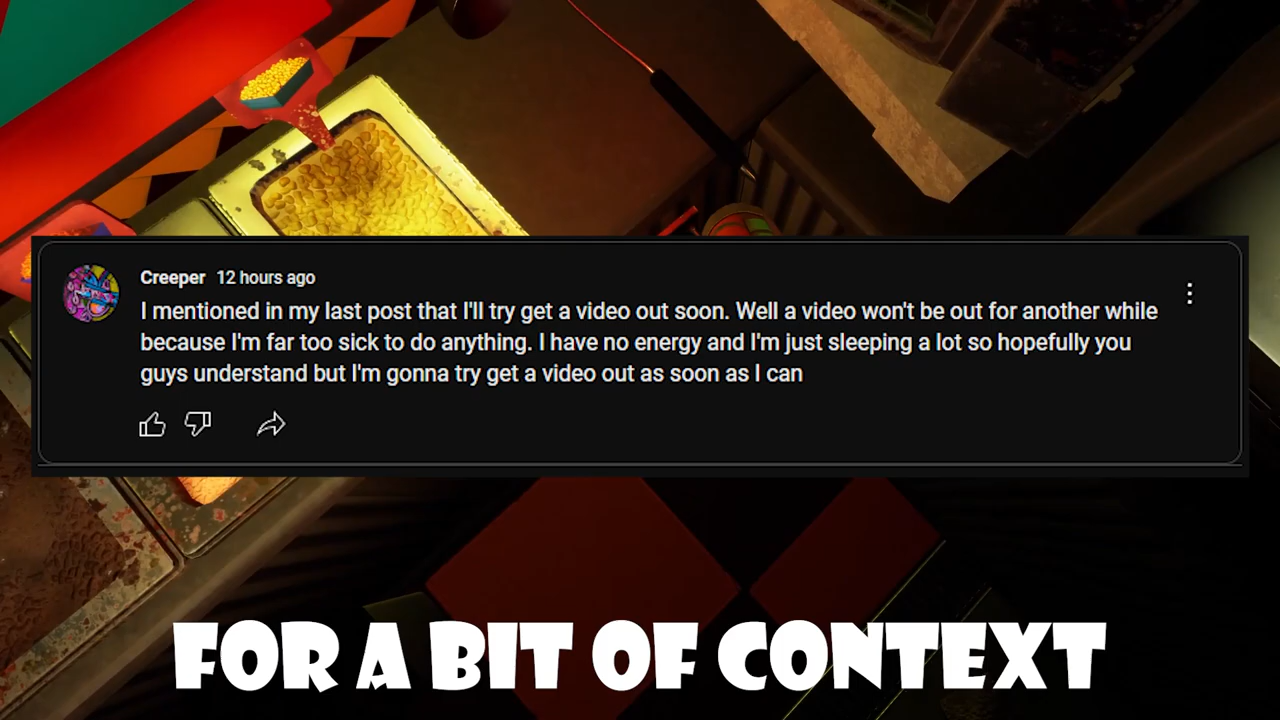 Creeper 12 hours ago
I mentioned in my last post that I'll try get a video out soon. Well a video won't be out for another while
because I'm far too sick to do anything. I have no energy and I'm just sleeping a lot so hopefully you
guys understand but I'm gonna try get a video out as soon as I can
FOR A BIT OF CONTEXT